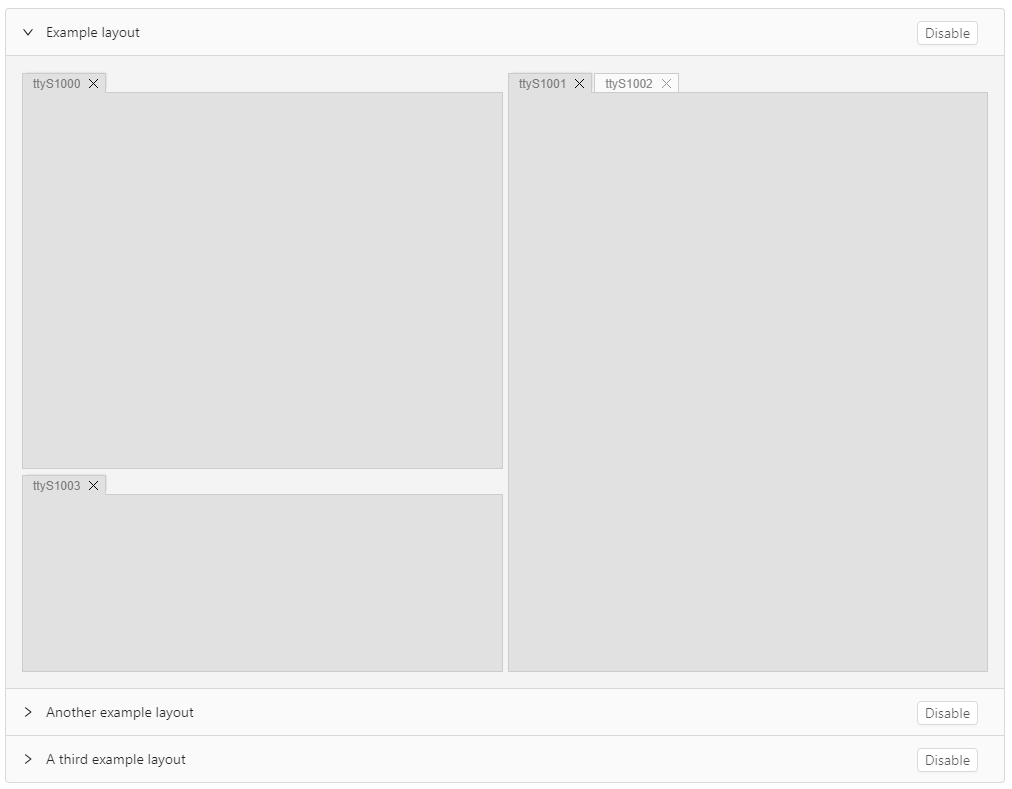 Example layout Disable
ttyS1000 ttyS1001 ttyS1002
ttyS1003
Another example layout Disable
A third example layout Disable